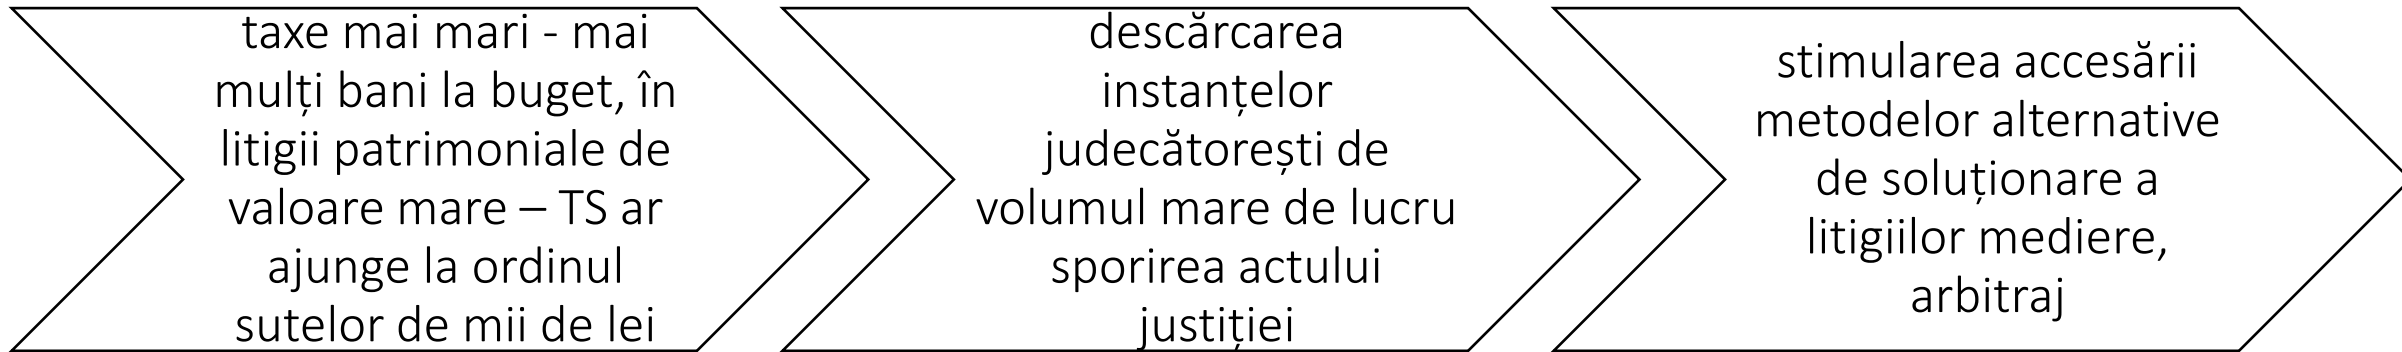 taxe mai mari - mai
mulți bani la buget, în
litigii patrimoniale de
valoare mare – TS ar
ajunge la ordinul
sutelor de mii de lei
descărcarea
instanțelor
judecătorești de
volumul mare de lucru
sporirea actului
justiției
stimularea accesării
metodelor alternative
de soluționare a
litigiilor mediere,
arbitraj